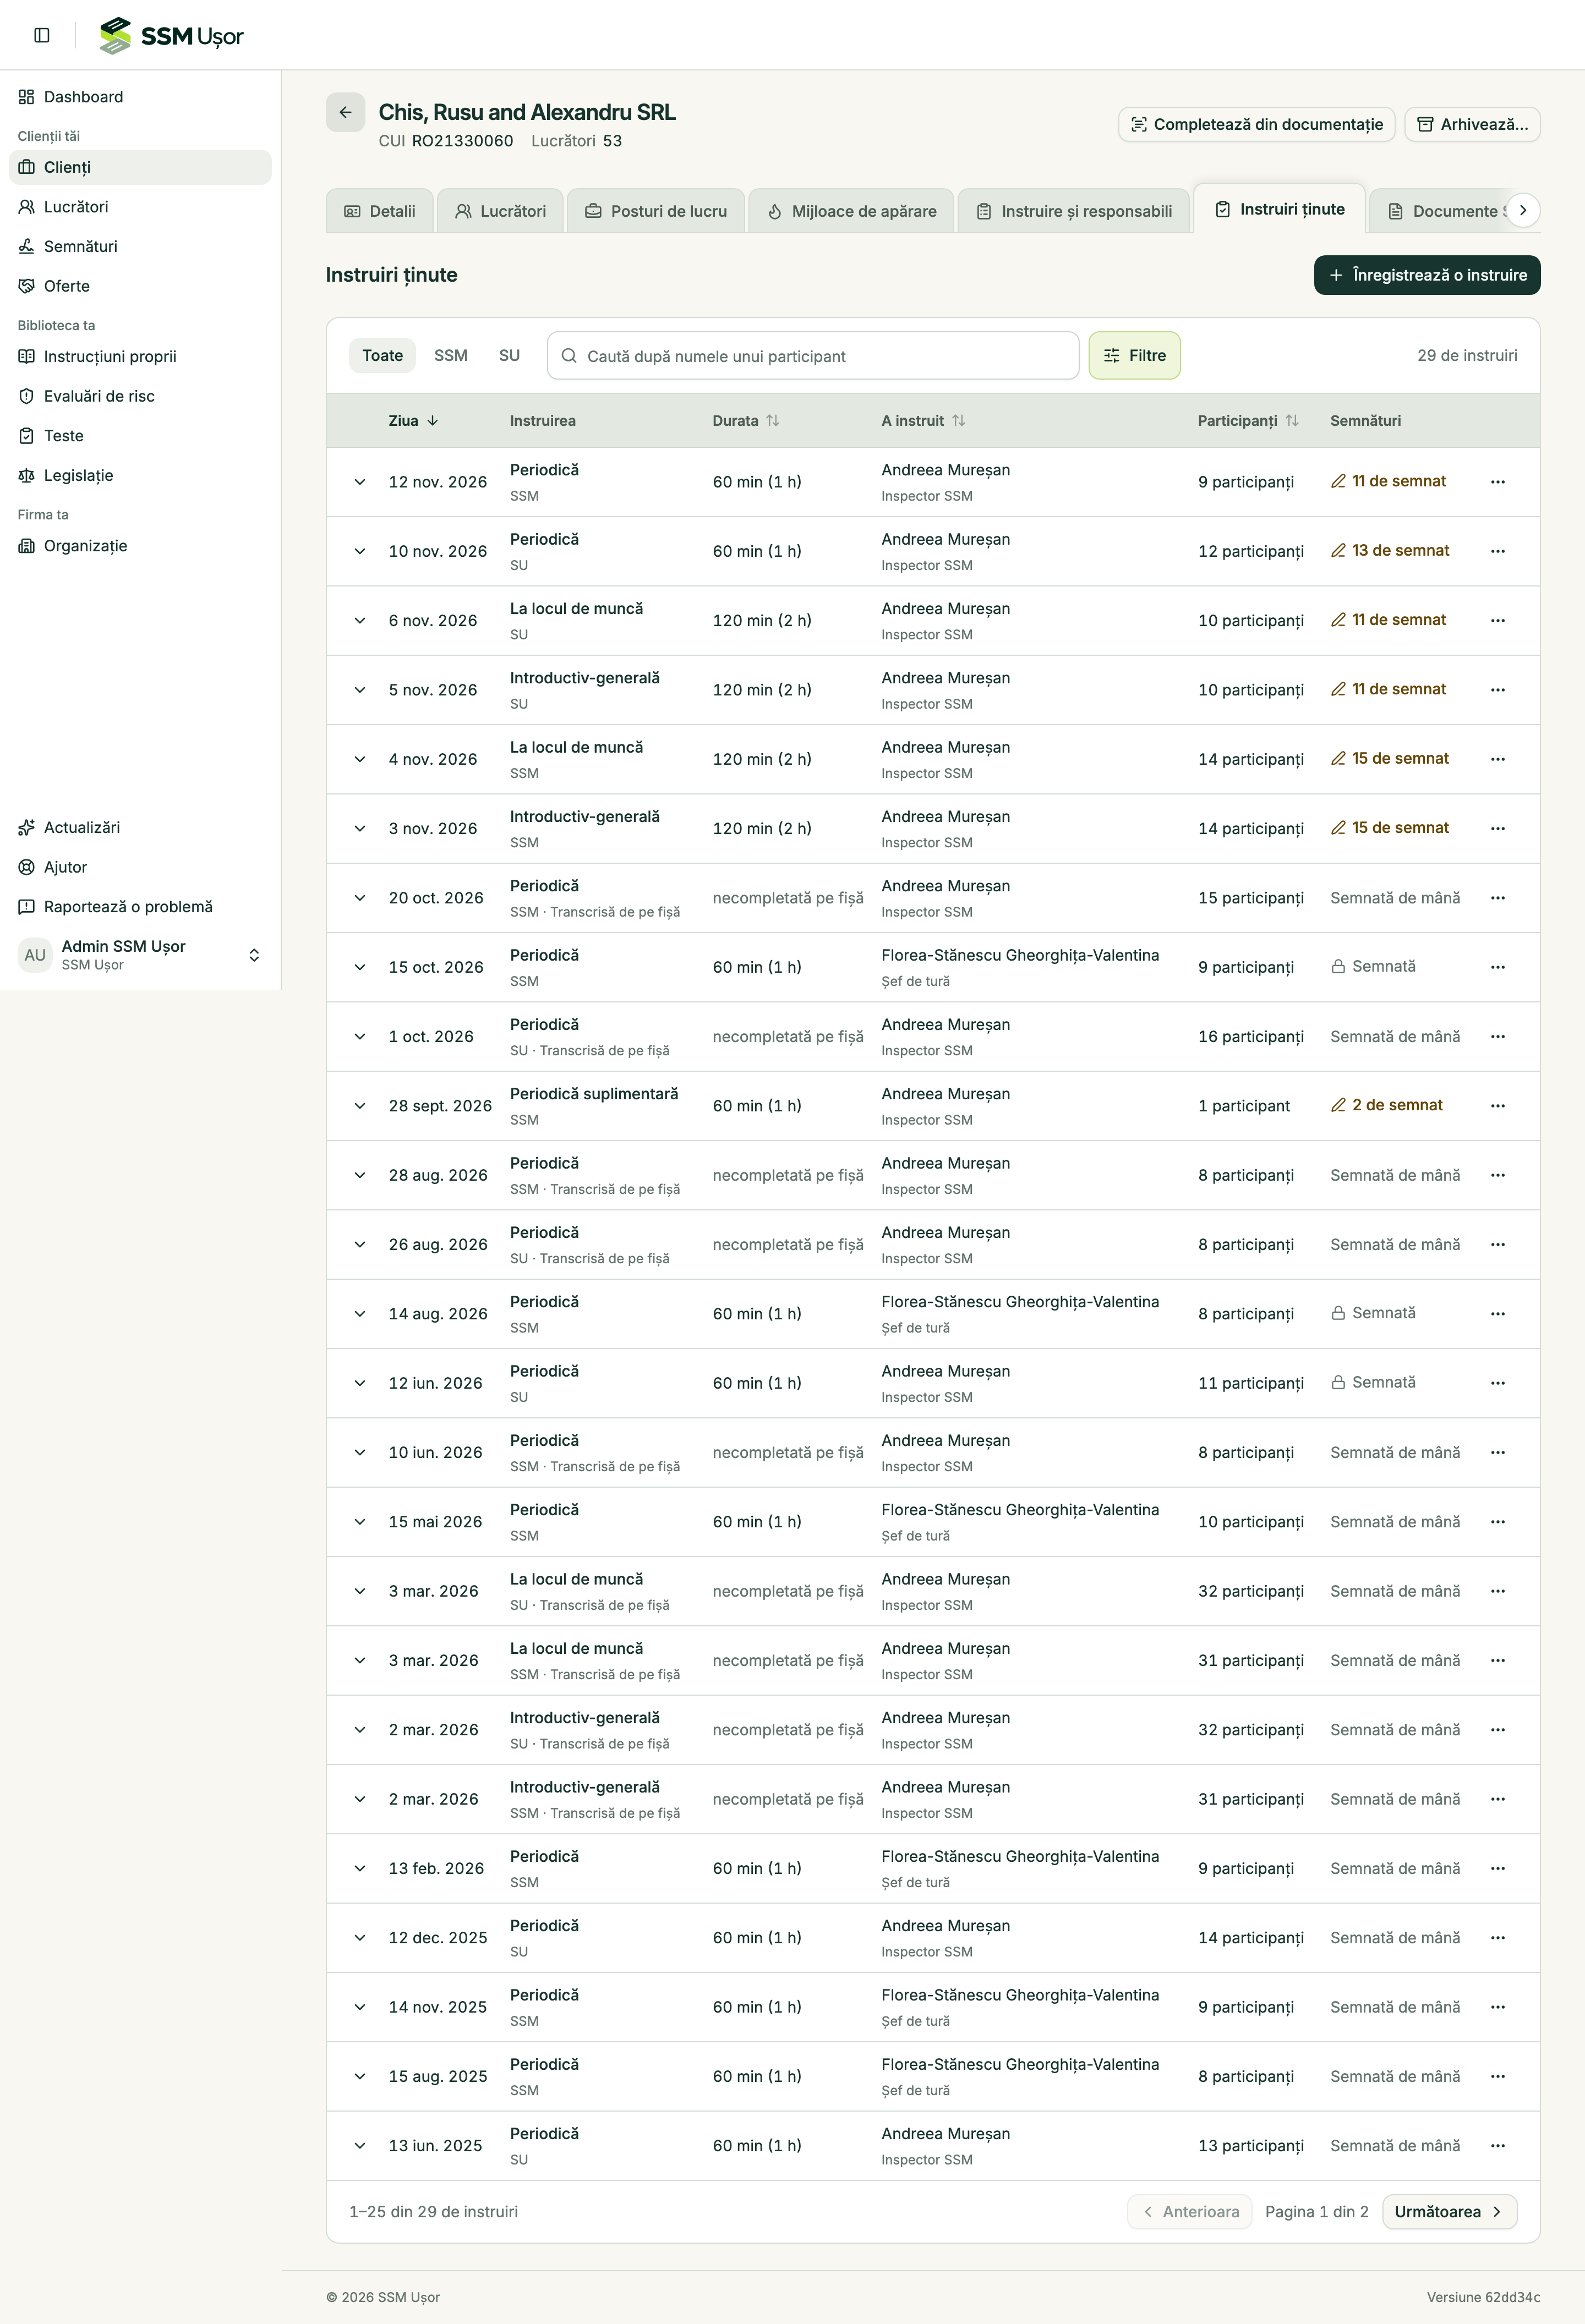 SSM Ușor
Dashboard
Clienții tăi
Clienți
Lucrători
Semnături
Oferte
Biblioteca ta
Instrucțiuni proprii
Evaluări de risc
Teste
Legislație
Firma ta
Organizație
Actualizări
Ajutor
Raportează o problemă
AU
Admin SSM Ușor
SSM Ușor
Chis, Rusu and Alexandru SRL
CUI RO21330060 Lucrători 53
Completează din documentație
Arhivează...
Detalii
Lucrători
Posturi de lucru
Mijloace de apărare
Instruire și responsabili
Instruiri ținute
Documente
Instruiri ținute
Înregistrează o instruire
Toate SSM SU Caută după numele unui participant Filtre 29 de instruiri
Ziua Instruirea Durata A instruit Participanți Semnături
12 nov. 2026 Periodică 60 min (1 h) Andreea Mureșan 9 participanți 11 de semnat
SSM Inspector SSM
10 nov. 2026 Periodică 60 min (1 h) Andreea Mureșan 12 participanți 13 de semnat
SU Inspector SSM
6 nov. 2026 La locul de muncă 120 min (2 h) Andreea Mureșan 10 participanți 11 de semnat
SU Inspector SSM
5 nov. 2026 Introductiv-generală 120 min (2 h) Andreea Mureșan 10 participanți 11 de semnat
SU Inspector SSM
4 nov. 2026 La locul de muncă 120 min (2 h) Andreea Mureșan 14 participanți 15 de semnat
SSM Inspector SSM
3 nov. 2026 Introductiv-generală 120 min (2 h) Andreea Mureșan 14 participanți 15 de semnat
SSM Inspector SSM
20 oct. 2026 Periodică necompletată pe fișă Andreea Mureșan 15 participanți Semnată de mână
SSM · Transcrisă de pe fișă Inspector SSM
15 oct. 2026 Periodică 60 min (1 h) Florea-Stănescu Gheorghița-Valentina 9 participanți Semnată
SSM Șef de tură
1 oct. 2026 Periodică necompletată pe fișă Andreea Mureșan 16 participanți Semnată de mână
SU · Transcrisă de pe fișă Inspector SSM
28 sept. 2026 Periodică suplimentară 60 min (1 h) Andreea Mureșan 1 participant 2 de semnat
SSM Inspector SSM
28 aug. 2026 Periodică necompletată pe fișă Andreea Mureșan 8 participanți Semnată de mână
SSM · Transcrisă de pe fișă Inspector SSM
26 aug. 2026 Periodică necompletată pe fișă Andreea Mureșan 8 participanți Semnată de mână
SU · Transcrisă de pe fișă Inspector SSM
14 aug. 2026 Periodică 60 min (1 h) Florea-Stănescu Gheorghița-Valentina 8 participanți Semnată
SSM Șef de tură
12 iun. 2026 Periodică 60 min (1 h) Andreea Mureșan 11 participanți Semnată
SU Inspector SSM
10 iun. 2026 Periodică necompletată pe fișă Andreea Mureșan 8 participanți Semnată de mână
SSM · Transcrisă de pe fișă Inspector SSM
15 mai 2026 Periodică 60 min (1 h) Florea-Stănescu Gheorghița-Valentina 10 participanți Semnată de mână
SSM Șef de tură
3 mar. 2026 La locul de muncă necompletată pe fișă Andreea Mureșan 32 participanți Semnată de mână
SU · Transcrisă de pe fișă Inspector SSM
3 mar. 2026 La locul de muncă necompletată pe fișă Andreea Mureșan 31 participanți Semnată de mână
SSM · Transcrisă de pe fișă Inspector SSM
2 mar. 2026 Introductiv-generală necompletată pe fișă Andreea Mureșan 32 participanți Semnată de mână
SU · Transcrisă de pe fișă Inspector SSM
2 mar. 2026 Introductiv-generală necompletată pe fișă Andreea Mureșan 31 participanți Semnată de mână
SSM · Transcrisă de pe fișă Inspector SSM
13 feb. 2026 Periodică 60 min (1 h) Florea-Stănescu Gheorghița-Valentina 9 participanți Semnată de mână
SSM Șef de tură
12 dec. 2025 Periodică 60 min (1 h) Andreea Mureșan 14 participanți Semnată de mână
SU Inspector SSM
14 nov. 2025 Periodică 60 min (1 h) Florea-Stănescu Gheorghița-Valentina 9 participanți Semnată de mână
SSM Șef de tură
15 aug. 2025 Periodică 60 min (1 h) Florea-Stănescu Gheorghița-Valentina 8 participanți Semnată de mână
SSM Șef de tură
13 iun. 2025 Periodică 60 min (1 h) Andreea Mureșan 13 participanți Semnată de mână
SU Inspector SSM
1–25 din 29 de instruiri Anterioara Pagina 1 din 2 Următoarea
© 2026 SSM Ușor Versiune 62dd34c